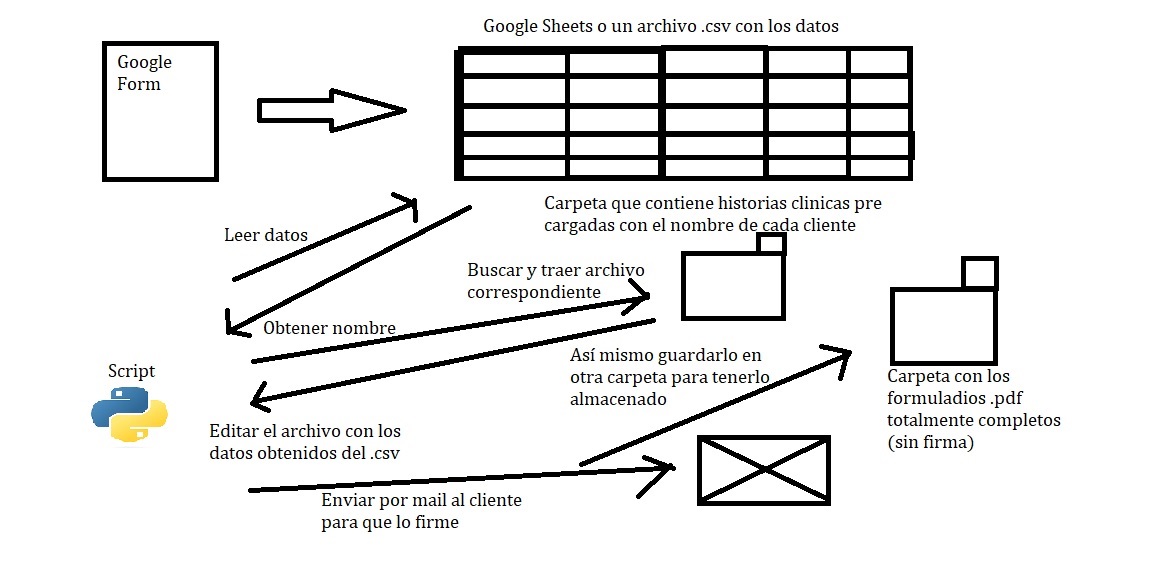 Google Sheets o un archivo .csv con los datos
Google
Form
Carpeta que contiene historias clinicas pre
cargadas con el nombre de cada cliente
Leer datos
Buscar y traer archivo
correspondiente
Obtener nombre
Así mismo guardarlo en
otra carpeta para tenerlo
almacenado
Script
Carpeta con los
formuladios .pdf
totalmente completos
(sin firma)
Editar el archivo con los
datos obtenidos del .csv
Enviar por mail al cliente
para que lo firme